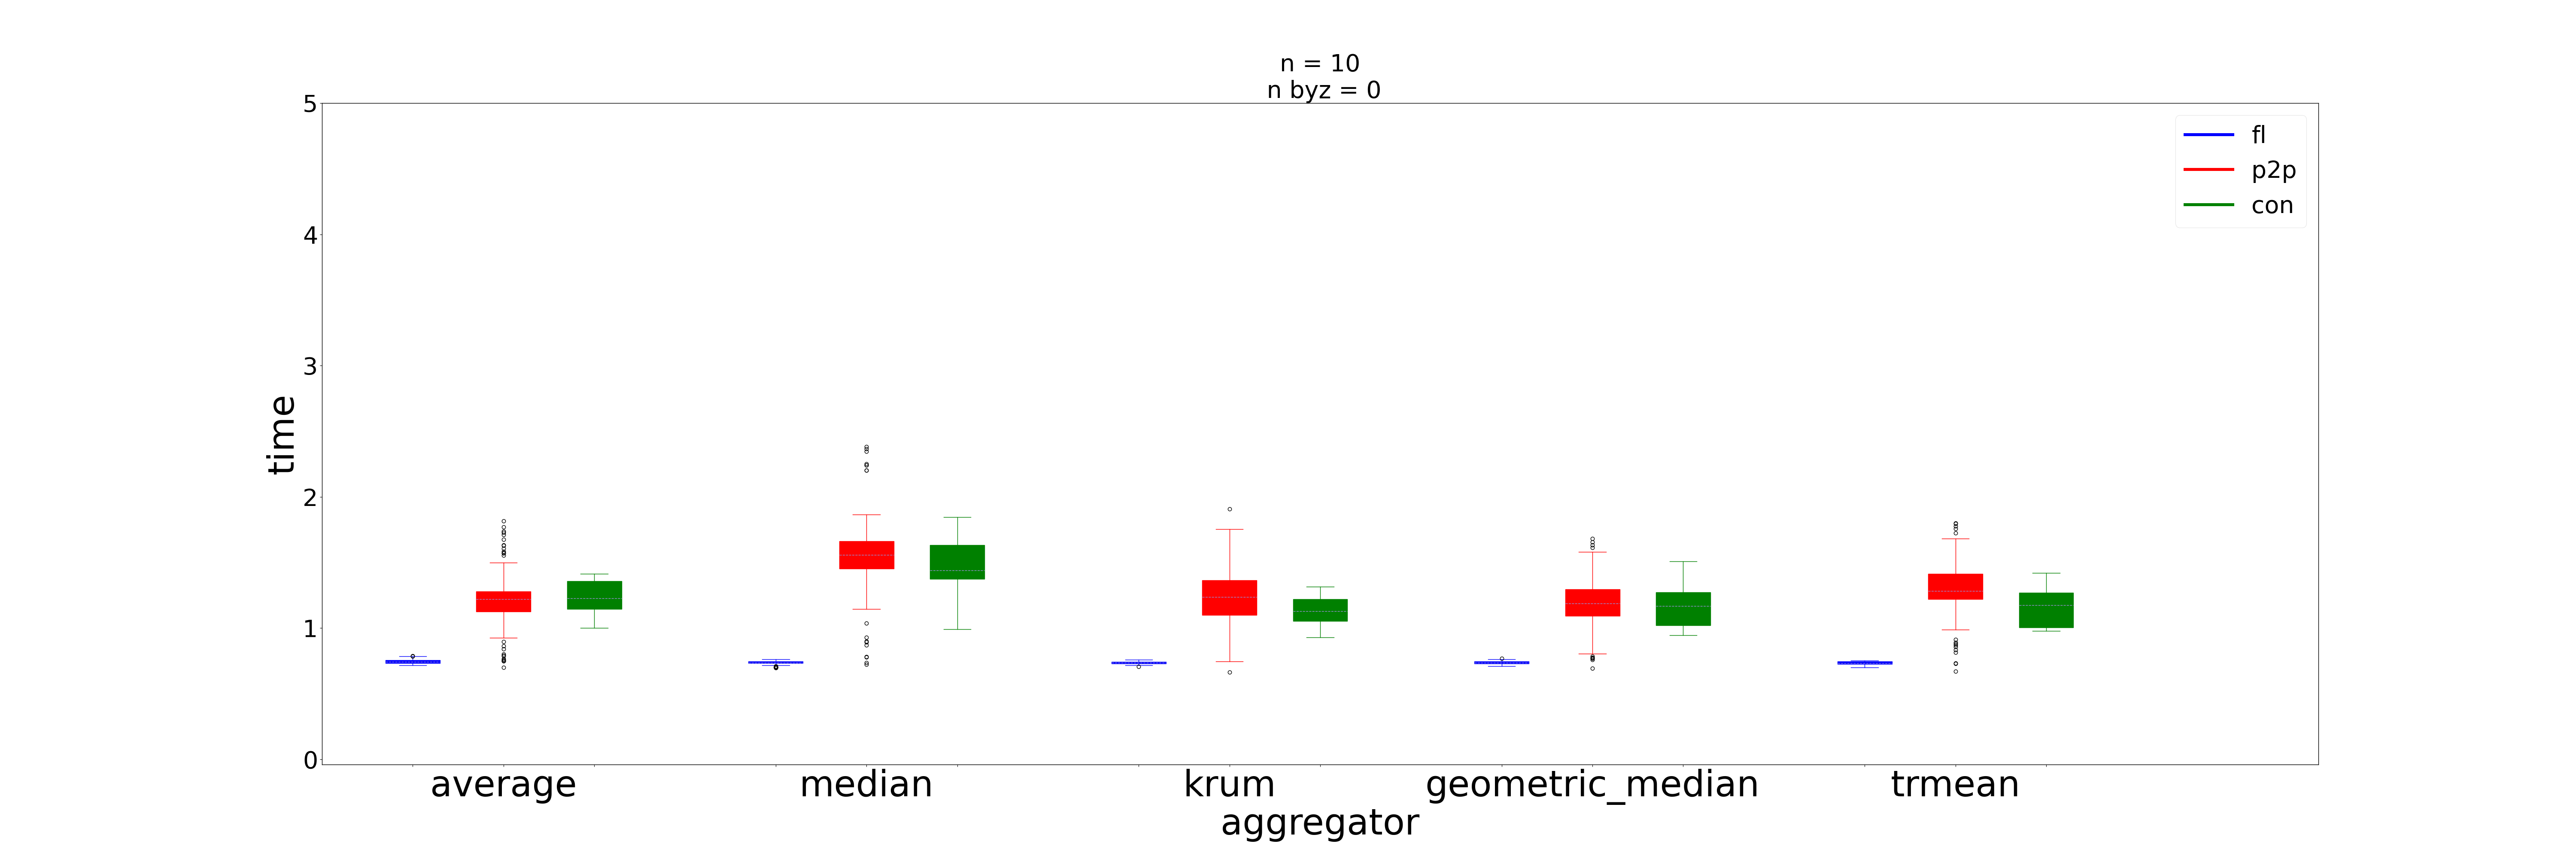 n = 10
n byz = 0
5
4
3
2
1
0
time
fl
p2p
con
average
median
krum
geometric_median
trmean
aggregator